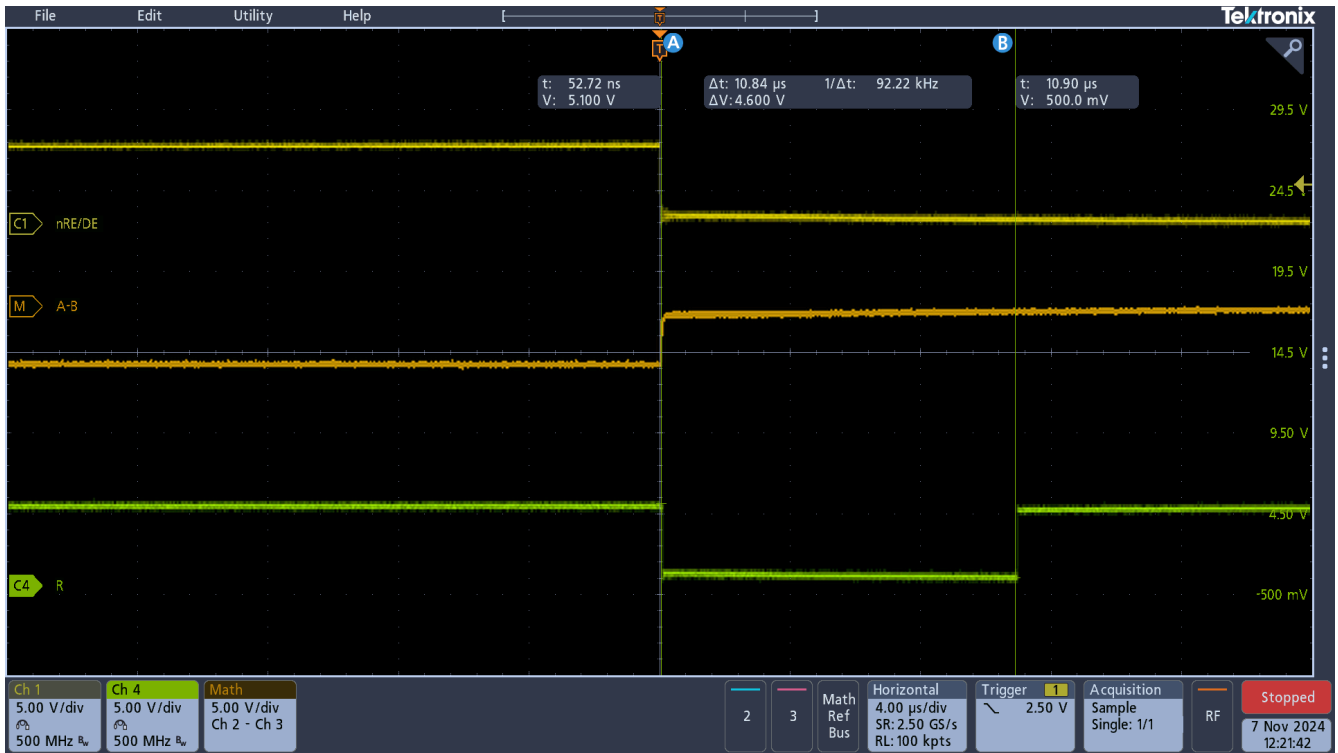 File Edit Utility Help
Tektronix
T
T A B
t: 52.72 ns
V: 5.100 V
Δt: 10.84 µs 1/Δt: 92.22 kHz
ΔV: 4.600 V
t: 10.90 µs
V: 500.0 mV
29.5 V
24.5
C1 nRE/DE
19.5 V
M A-B
14.5 V
9.50 V
4.50 V
C4 R
-500 mV
Ch 1
5.00 V/div
500 MHz Bw
Ch 4
5.00 V/div
500 MHz Bw
Math
5.00 V/div
Ch 2 - Ch 3
2
3
Math
Ref
Bus
Horizontal
4.00 µs/div
SR: 2.50 GS/s
RL: 100 kpts
Trigger 1
2.50 V
Acquisition
Sample
Single: 1/1
RF
Stopped
7 Nov 2024
12:21:42